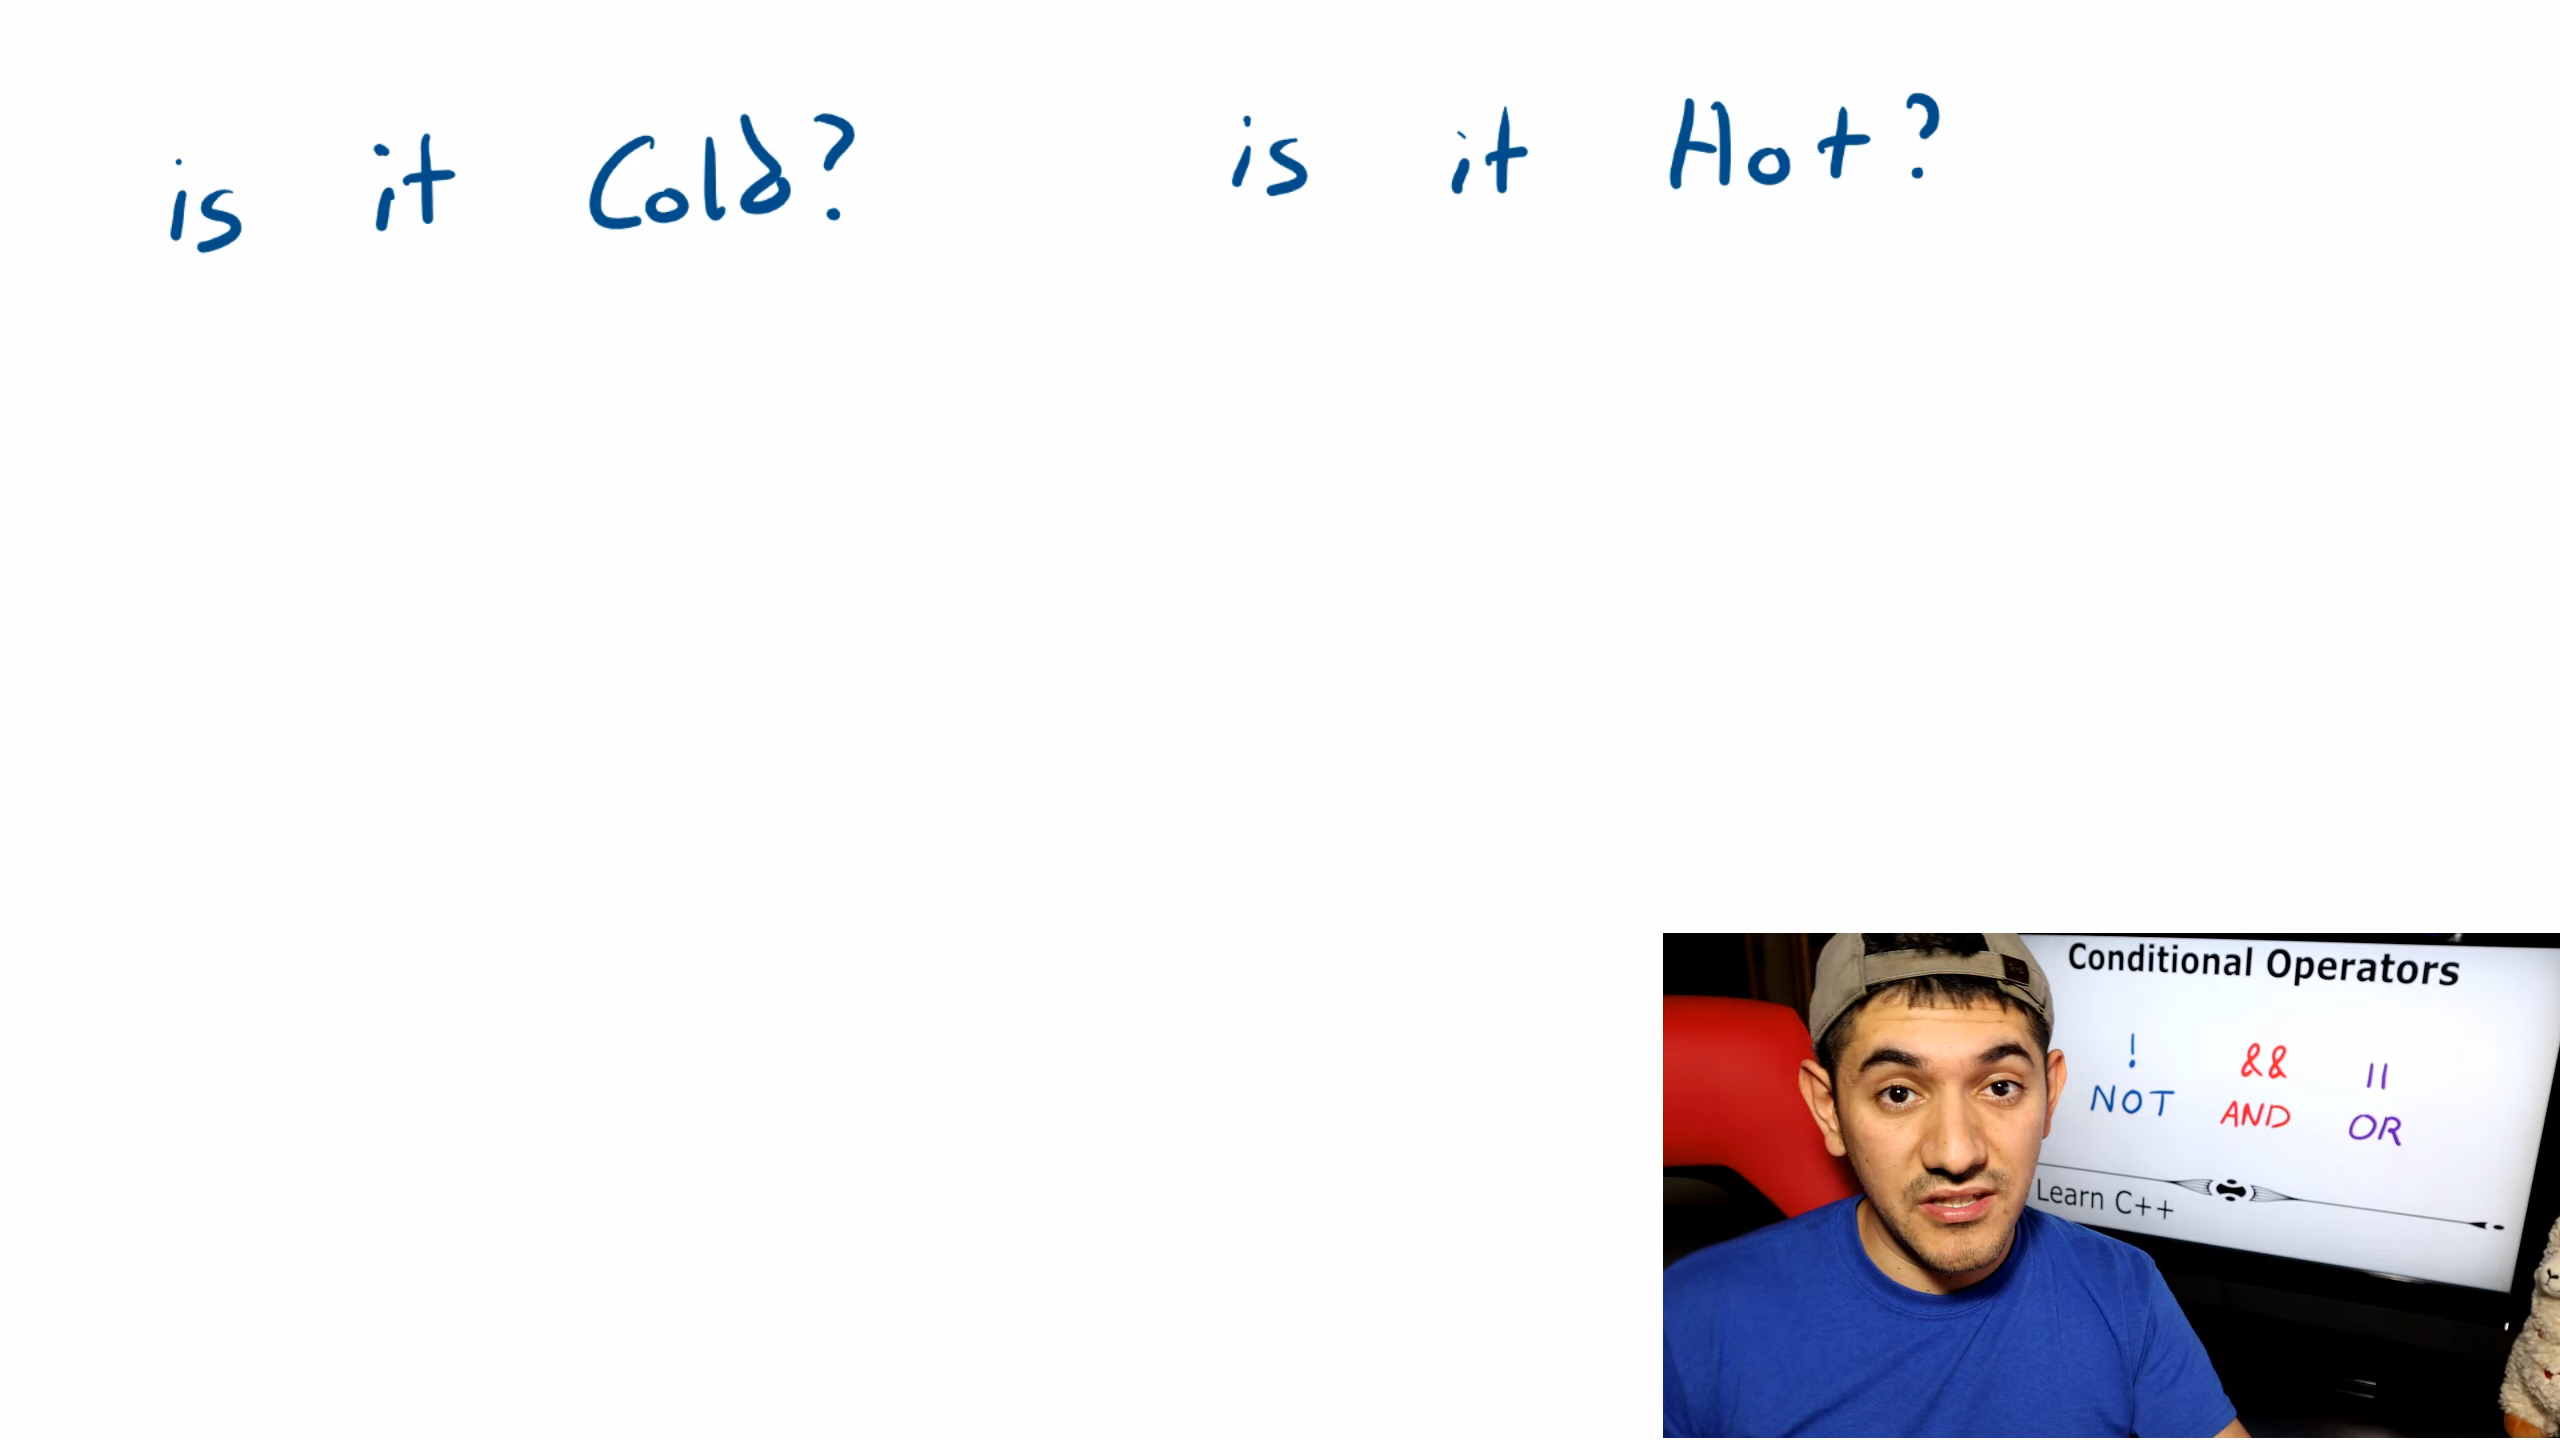 is it Cold?
is it Hot?
Conditional Operators
! && ||
NOT AND OR
Learn C++